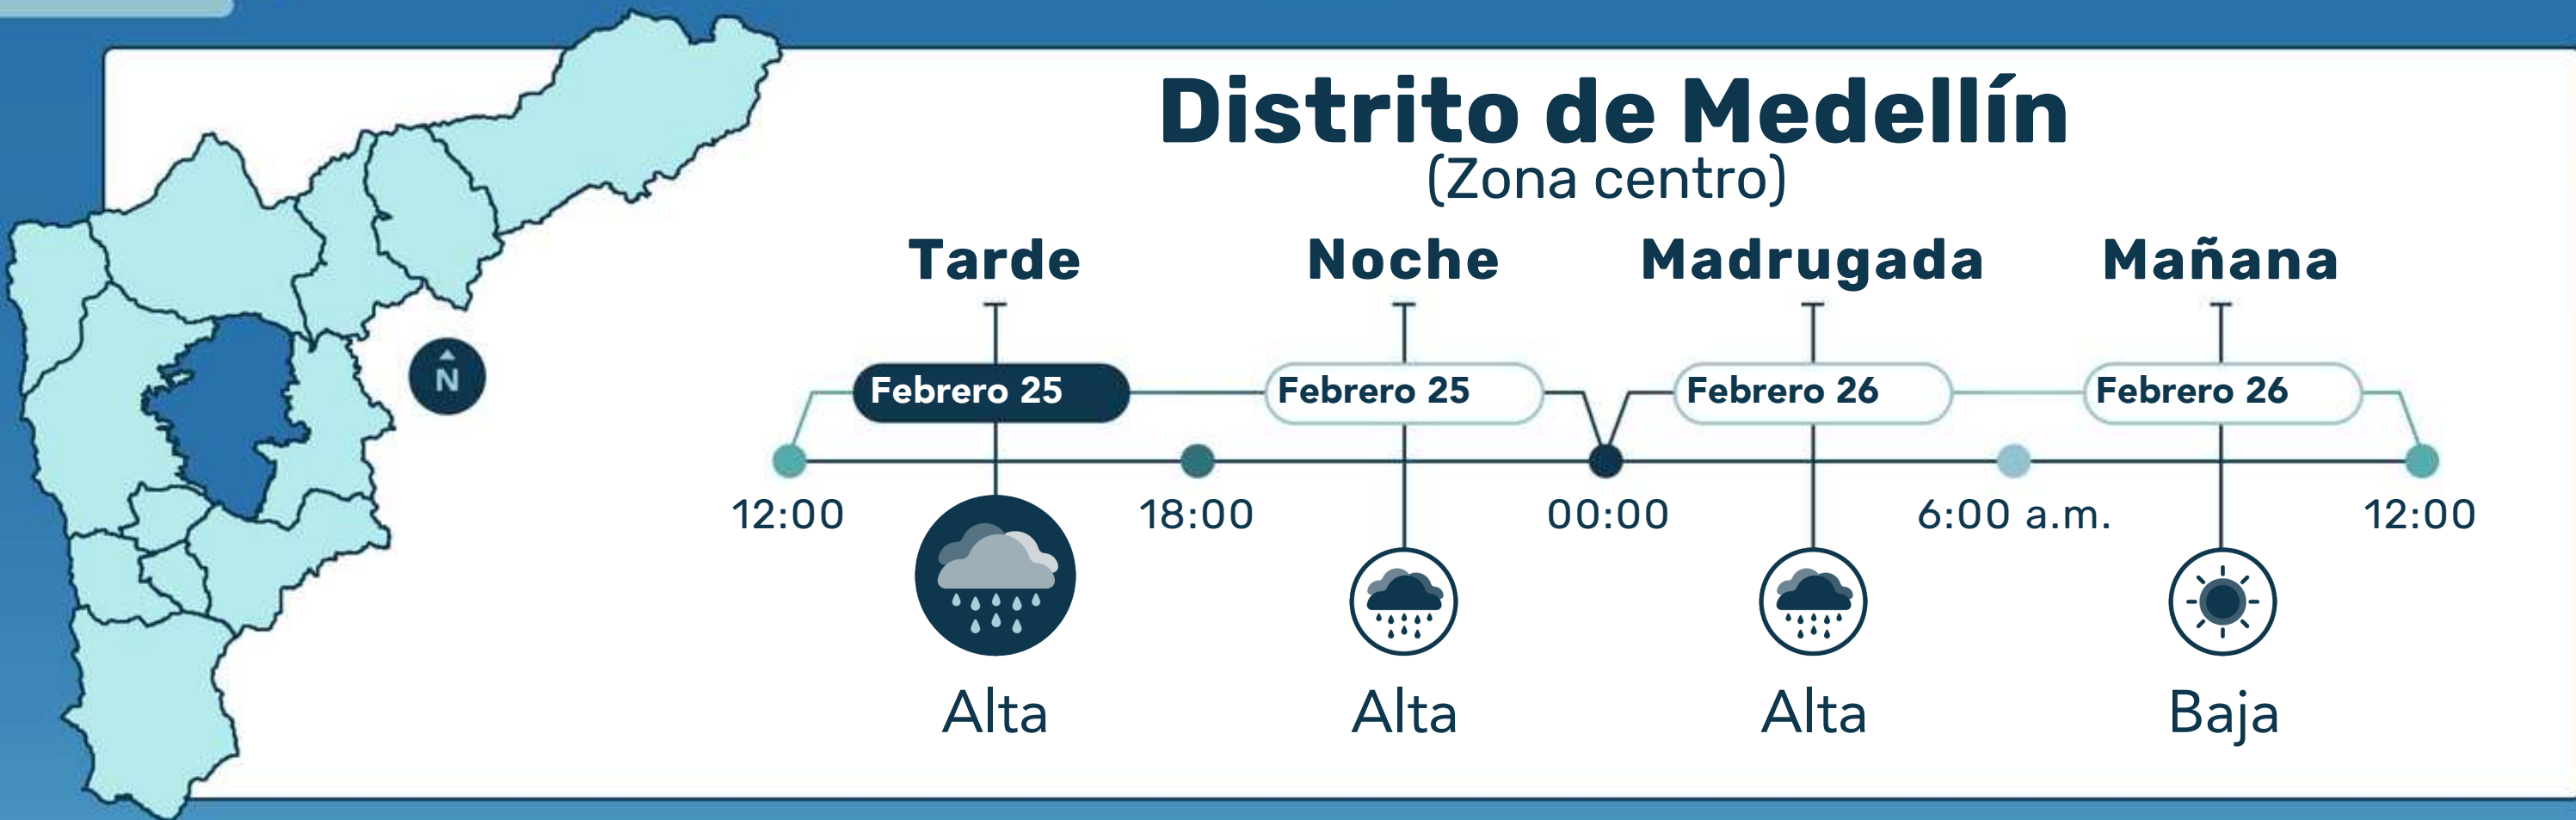 Distrito de Medellín
(Zona centro)
Tarde Noche Madrugada Mañana
Febrero 25 Febrero 25 Febrero 26 Febrero 26
N
12:00 18:00 00:00 6:00 a.m. 12:00
Alta Alta Alta Baja